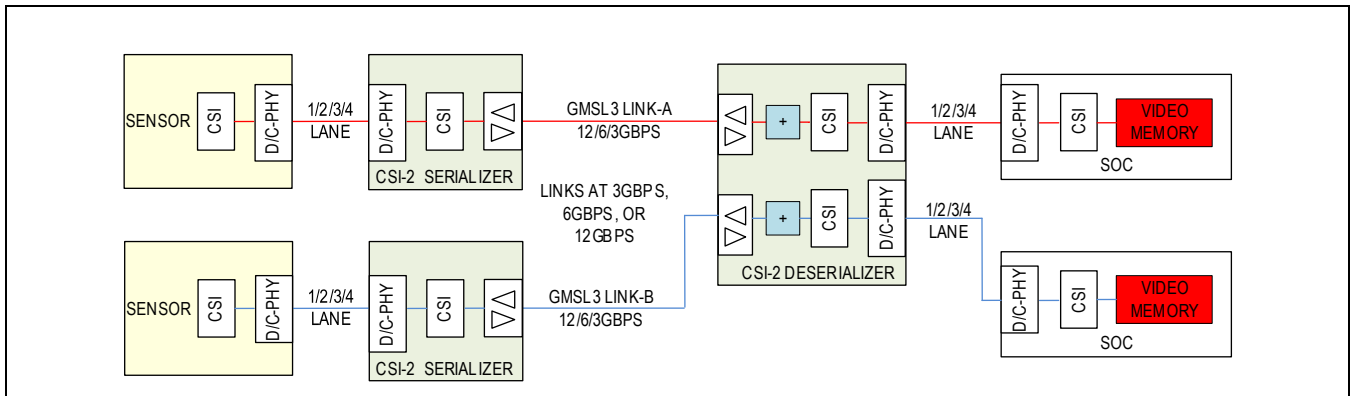 SENSOR
CSI
D/C-PHY
1/2/3/4
LANE
D/C-PHY
CSI
CSI-2 SERIALIZER
GMSL3 LINK-A
12/6/3GBPS
CSI
D/C-PHY
1/2/3/4
LANE
D/C-PHY
CSI
VIDEO
MEMORY
SOC
LINKS AT 3GBPS,
6GBPS, OR
12GBPS
+
+
CSI
D/C-PHY
1/2/3/4
LANE
CSI-2 DESERIALIZER
SENSOR
CSI
D/C-PHY
1/2/3/4
LANE
D/C-PHY
CSI
CSI-2 SERIALIZER
GMSL3 LINK-B
12/6/3GBPS
D/C-PHY
CSI
VIDEO
MEMORY
SOC